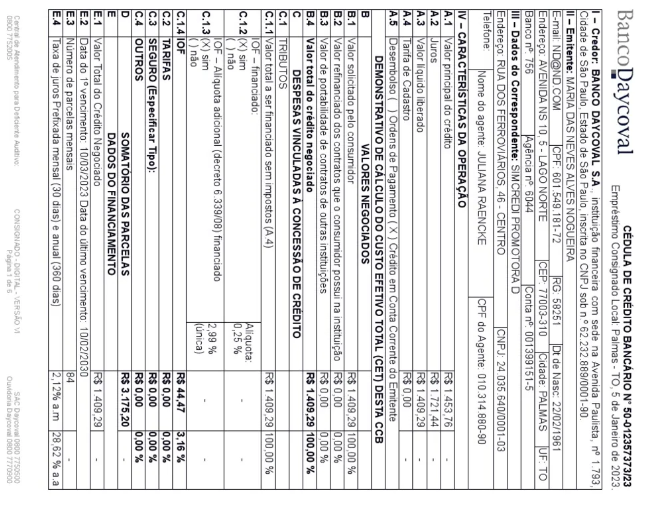 BancoDaycoval
CÉDULA DE CRÉDITO BANCÁRIO Nº 50-012357373/23
Empréstimo Consignado Local: Palmas - TO, 5 de Janeiro de 2023.
I – Credor: BANCO DAYCOVAL S.A., instituição financeira com sede na Avenida Paulista, nº 1.793, Cidade de São Paulo, Estado de São Paulo, inscrita no CNPJ sob n.º 62.232.889/0001-90.
II – Emitente: MARIA DAS NEVES ALVES NOGUEIRA
E-mail: ND@ND.COM CPF: 601.549.181-72 RG: 58251 Dt de Nasc: 22/02/1961
Endereço: AVENIDA NS 10, 5 - LAGO NORTE CEP: 77003-310 Cidade: PALMAS UF: TO
Banco nº: 756 Agência nº: 6044 Conta nº: 001399151-5
III – Dados do Correspondente: SIMCREDI PROMOTORA D CNPJ: 24.035.640/0001-03
Endereço: RUA DOS FERROVIÁRIOS, 46 - CENTRO
Telefone: Nome do agente: JULIANA RAENCKE CPF do Agente: 010.314.880-90
IV – CARACTERÍSTICAS DA OPERAÇÃO
A.1 Valor principal do crédito R$ 1.453,76 -
A.2 Juros R$ 1.721,44 -
A.3 Valor líquido liberado R$ 1.409,29 -
A.4 Tarifa de Cadastro R$ 0,00 -
A.5 Desembolso ( ) Ordens de Pagamento ( X ) Crédito em Conta Corrente do Emitente
DEMONSTRATIVO DE CÁLCULO DO CUSTO EFETIVO TOTAL (CET) DESTA CCB
B VALORES NEGOCIADOS
B.1 Valor solicitado pelo consumidor R$ 1.409,29 100,00 %
B.2 Valor refinanciado dos contratos que o consumidor possui na instituição R$ 0,00 0,00 %
B.3 Valor de portabilidade de contratos de outras instituições R$ 0,00 0,00 %
B.4 Valor total do crédito negociado R$ 1.409,29 100,00 %
C DESPESAS VINCULADAS À CONCESSÃO DE CRÉDITO
C.1 TRIBUTOS
C.1.1 Valor total a ser financiado sem impostos (A.4) R$ 1.409,29 100,00 %
C.1.2 IOF – financiado:
(X) sim
( ) não Alíquota:
0,25 % - -
C.1.3 IOF – Alíquota adicional (decreto 6.339/08) financiado
(X) sim
( ) não 2,99 %
(única) - -
C.1.4 IOF R$ 44,47 3,16 %
C.2 TARIFAS R$ 0,00 0,00 %
C.3 SEGURO (Especificar Tipo): R$ 0,00 0,00 %
C.4 OUTROS R$ 0,00 0,00 %
D SOMATÓRIO DAS PARCELAS R$ 3.175,20 -
E DADOS DO FINANCIAMENTO
E.1 Valor Total do Crédito Negociado R$ 1.409,29 -
E.2 Data do 1º vencimento: 10/03/2023 Data do último vencimento: 10/02/2030
E.3 Número de parcelas mensais 84 -
E.4 Taxa de juros Prefixada mensal (30 dias) e anual (360 dias) 2,12% a.m 28,62 % a.a
Central de Atendimento para Deficiente Auditivo
0800 7752005
CONSIGNADO - DIGITAL - VERSÃO VI
Página 1 de 6
SAC Daycoval 0800 7750500
Ouvidoria Daycoval 0800 7770900